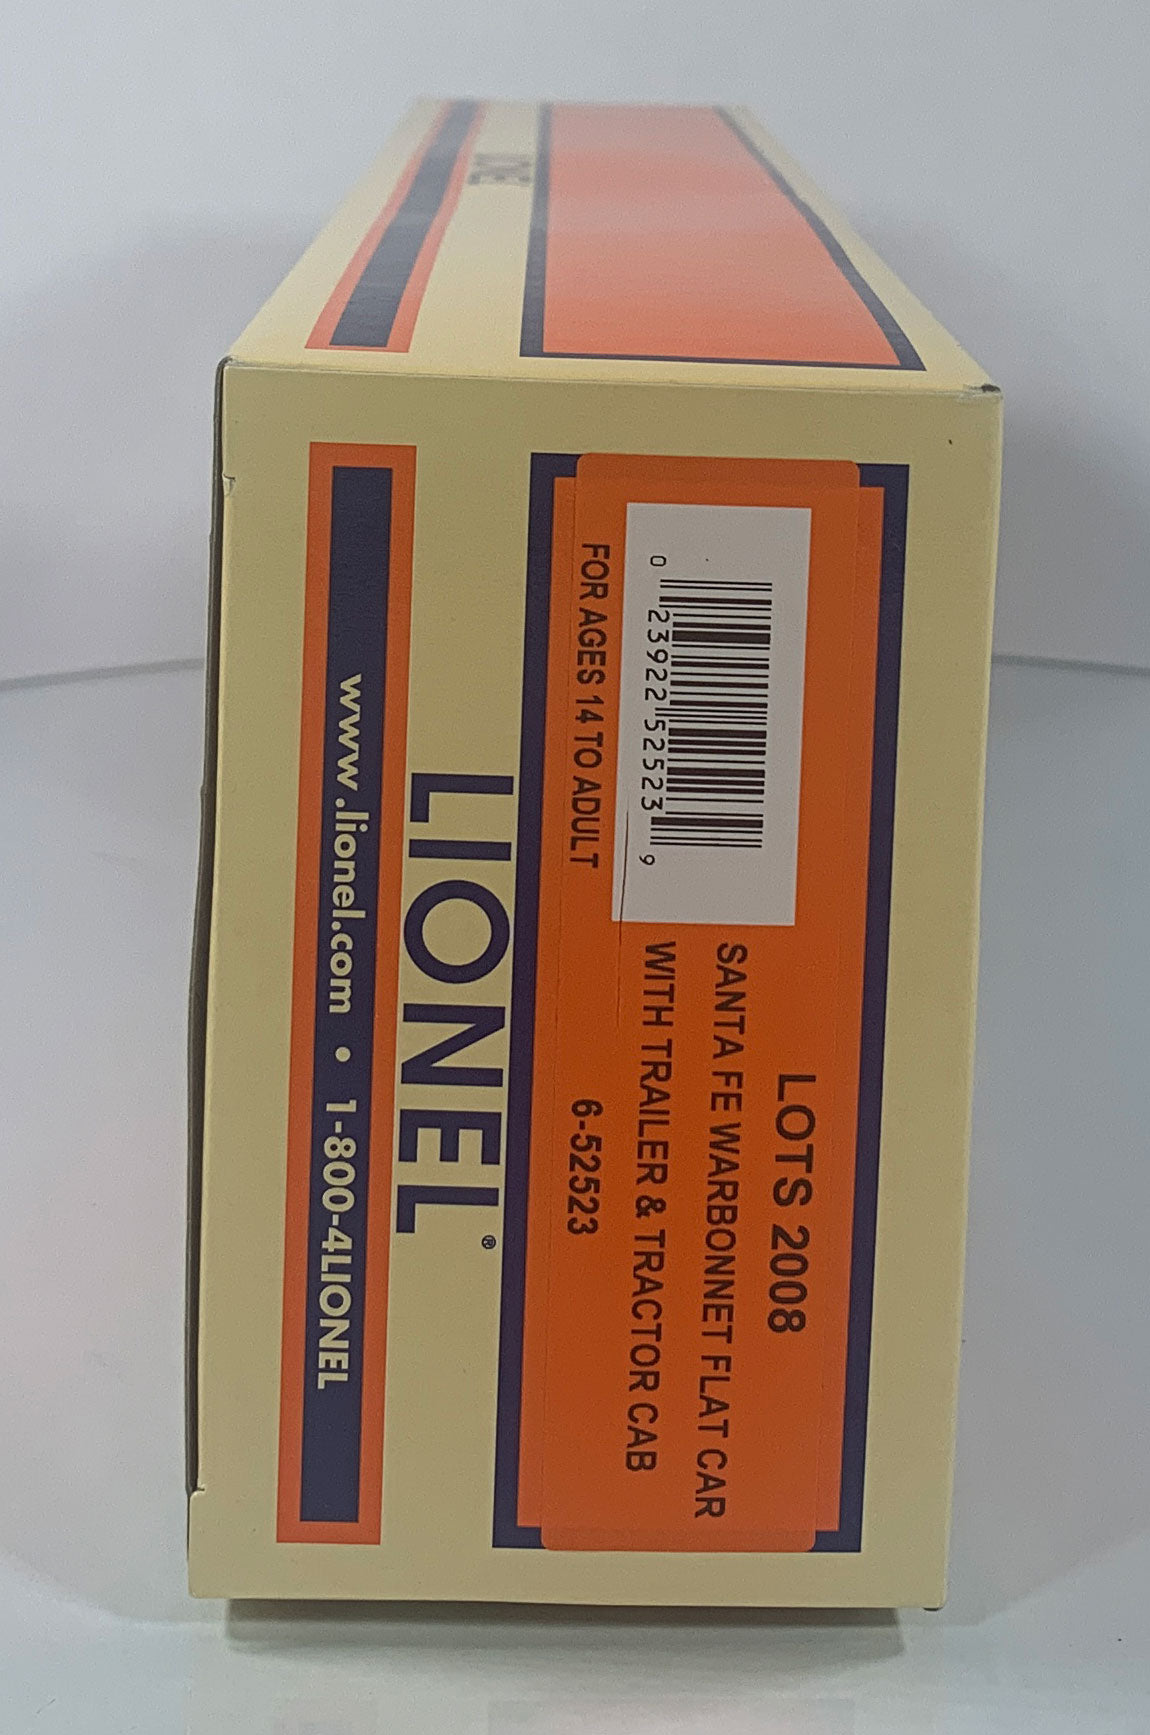 LOTS 2008
SANTA FE WARBONNET FLAT CAR
WITH TRAILER & TRACTOR CAB
0 23922 52523 9
FOR AGES 14 TO ADULT
6-52523
LIONEL®
www.lionel.com • 1-800-4LIONEL